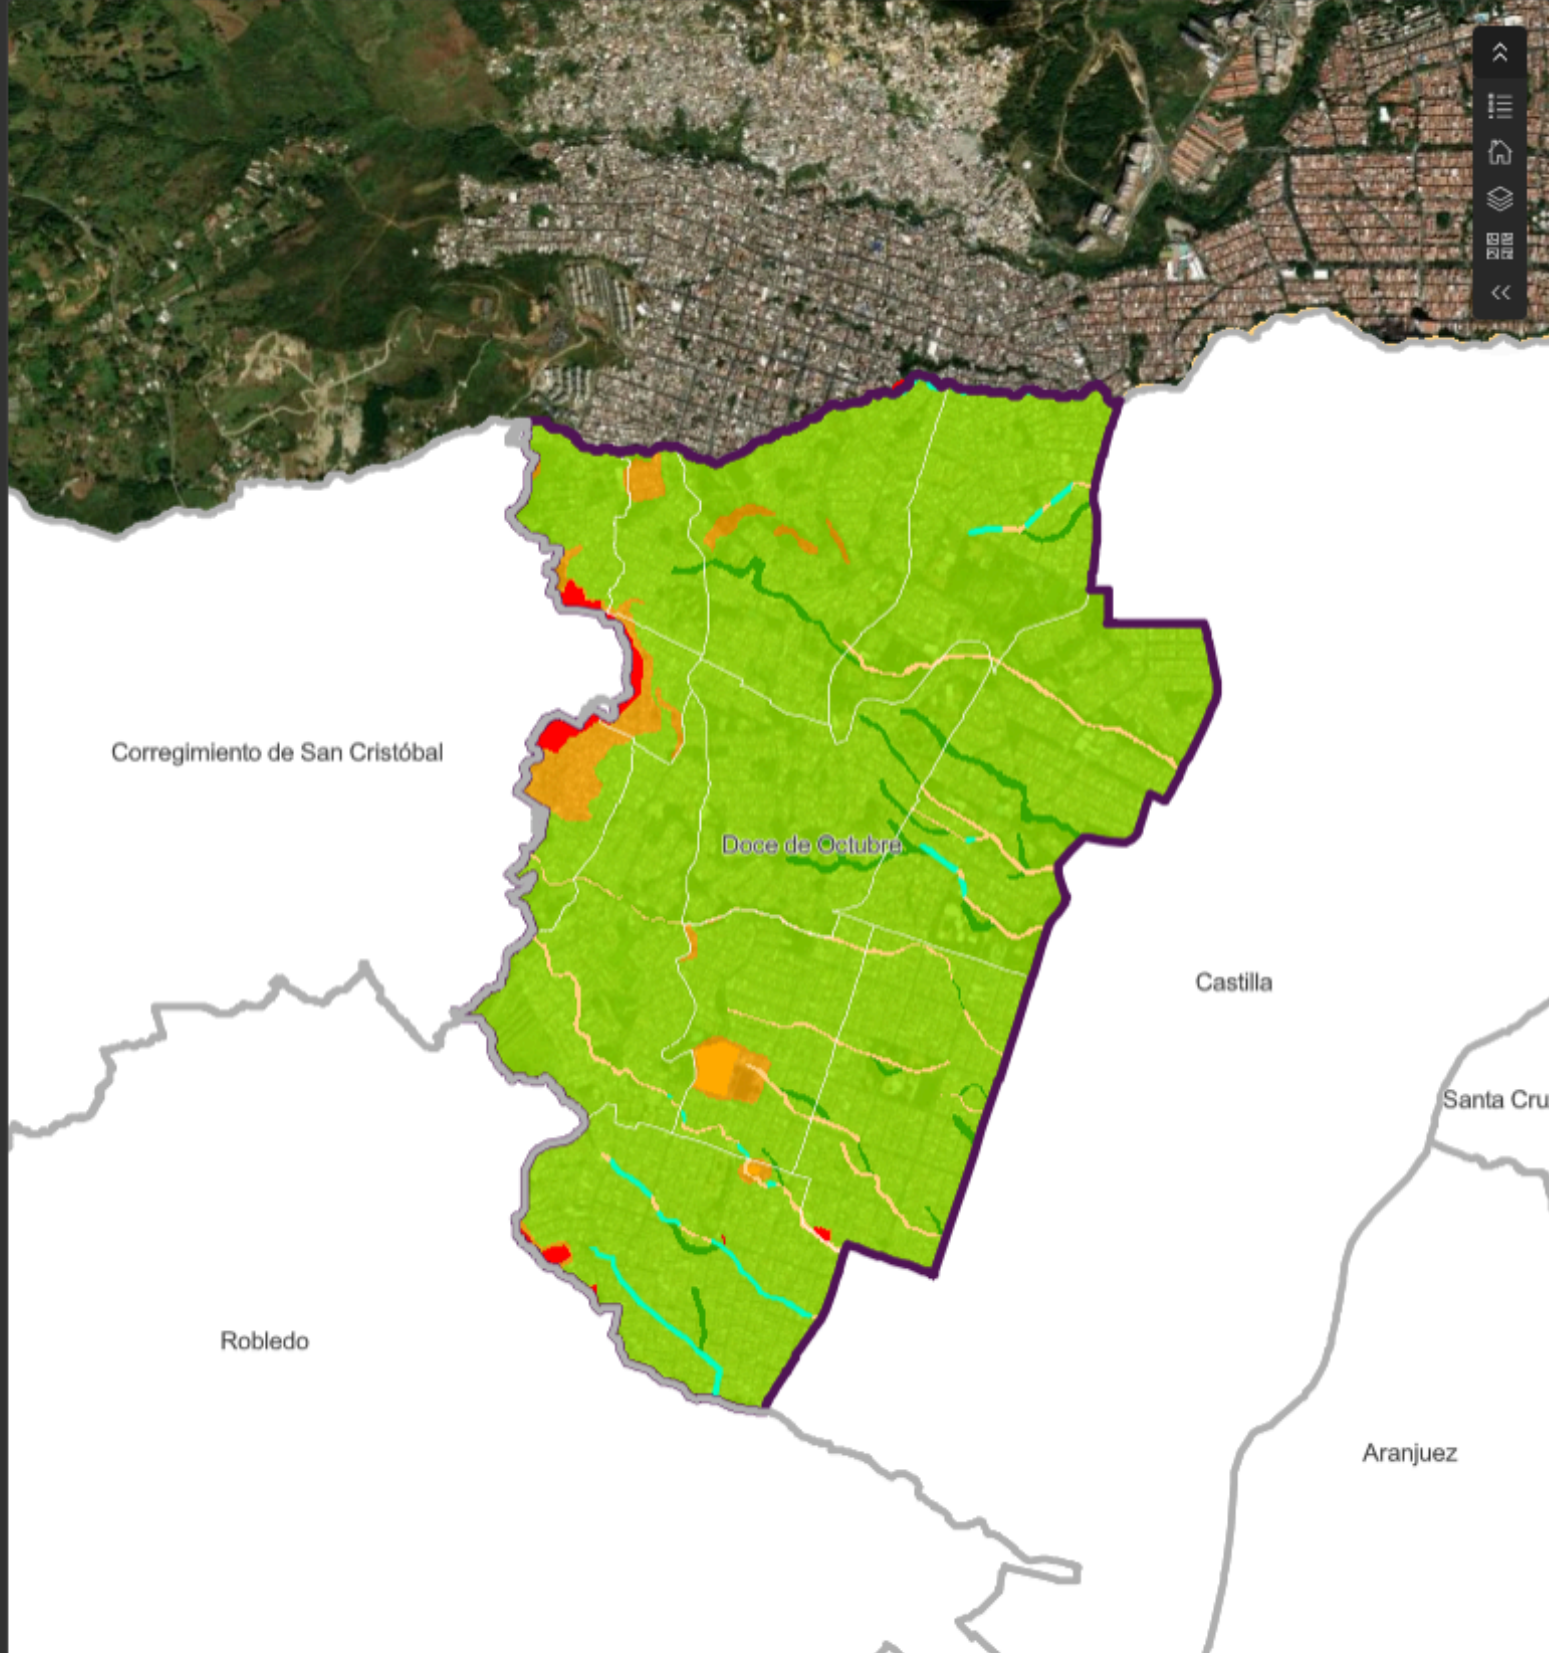 Corregimiento de San Cristóbal
Doce de Octubre
Castilla
Santa Cru
Robledo
Aranjuez